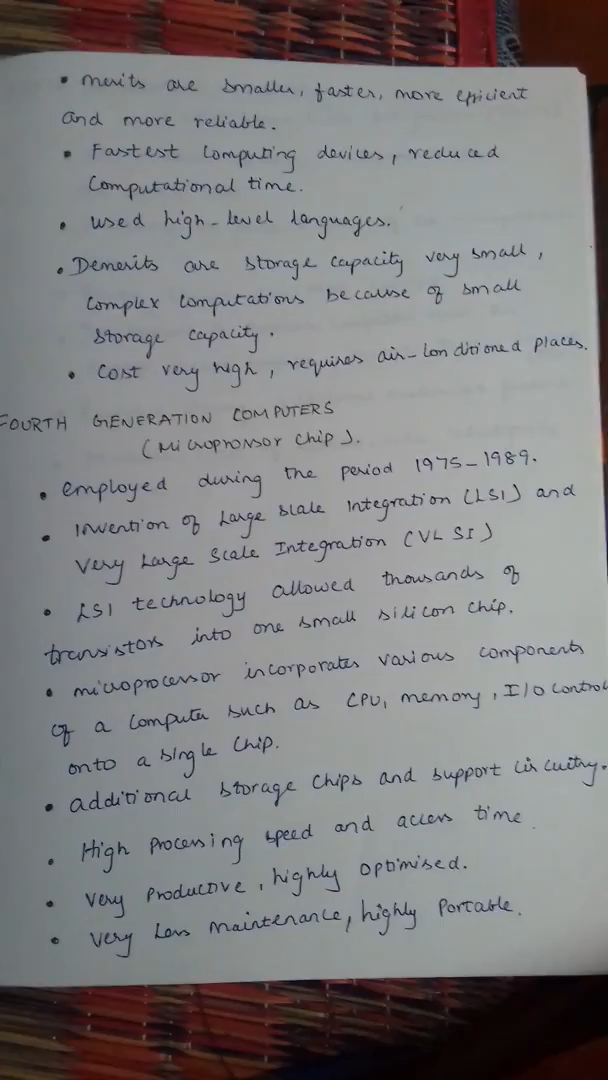 • merits are smaller, faster, more efficient
and more reliable.
• Fastest computing devices, reduced
computational time.
• used high-level languages.
• Demerits are storage capacity very small,
complex computations because of small
storage capacity.
• cost very high, requires air-conditioned places.
FOURTH GENERATION COMPUTERS
(Microprossor chip).
• employed during the period 1975-1989.
• invention of Large Scale Integration (LSI) and
Very Large Scale Integration (VLSI)
• LSI technology allowed thousands of
transistors into one small silicon chip.
• microprocessor incorporates various components
of a computer such as CPU, memory, I/O control
onto a single chip.
• additional storage chips and support circuitry.
• High processing speed and access time.
• very Productive, highly optimised.
• very Less maintenance, highly Portable.